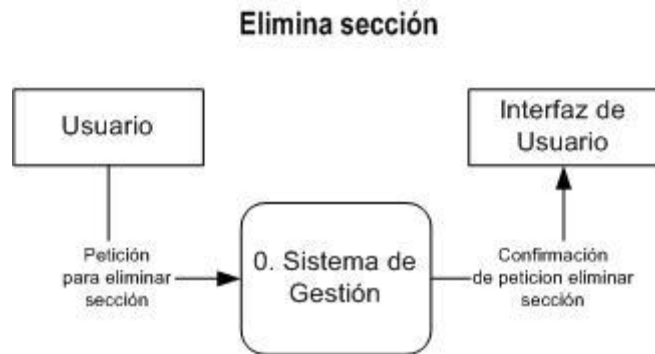 Elimina sección
Usuario
Interfaz de
Usuario
Petición
para eliminar
sección
0. Sistema de
Gestión
Confirmación
de peticion eliminar
sección